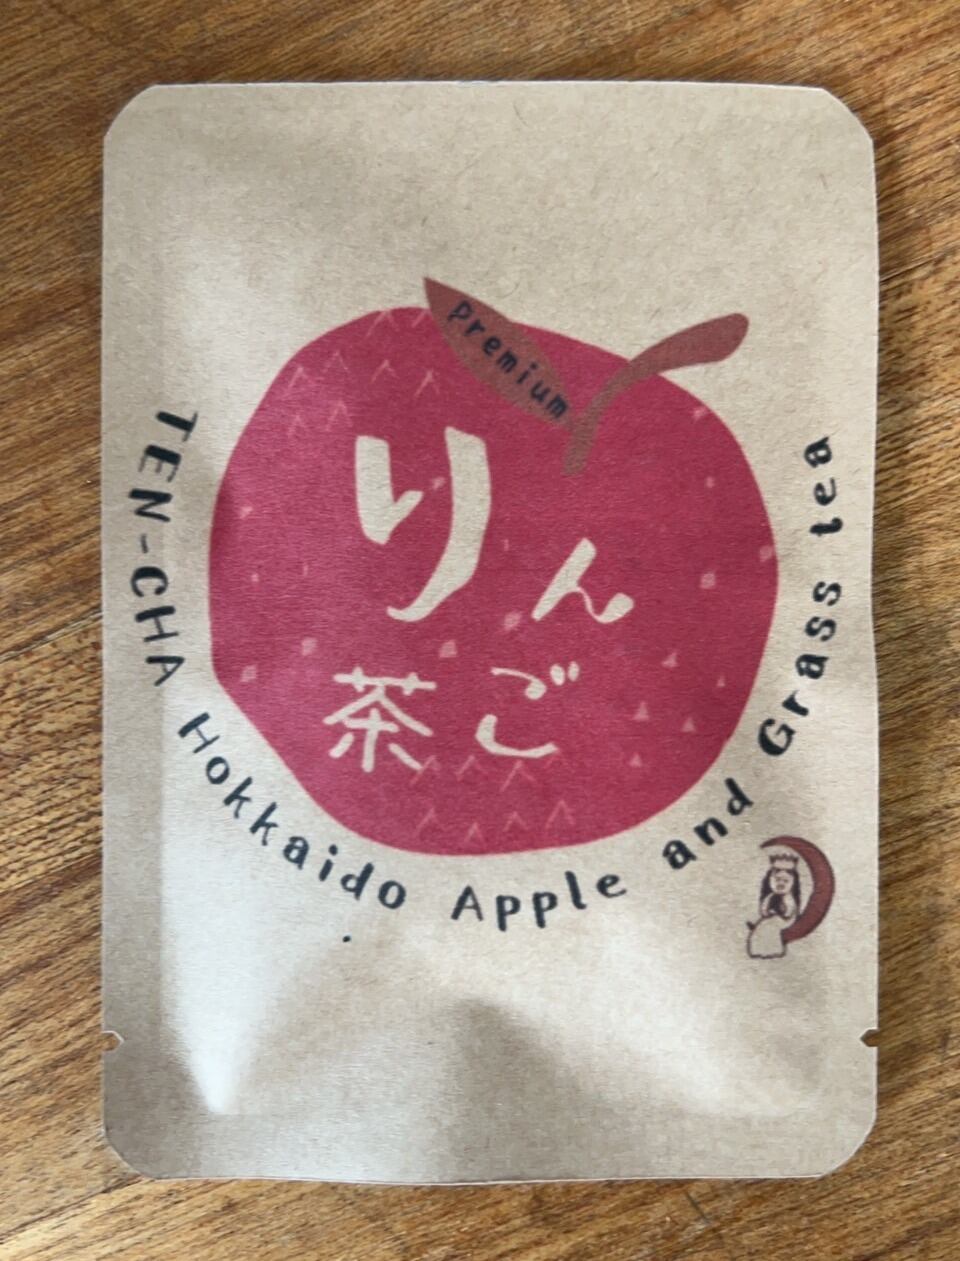 Premium
りんご
茶
TEN-CHA Hokkaido Apple and Grass tea